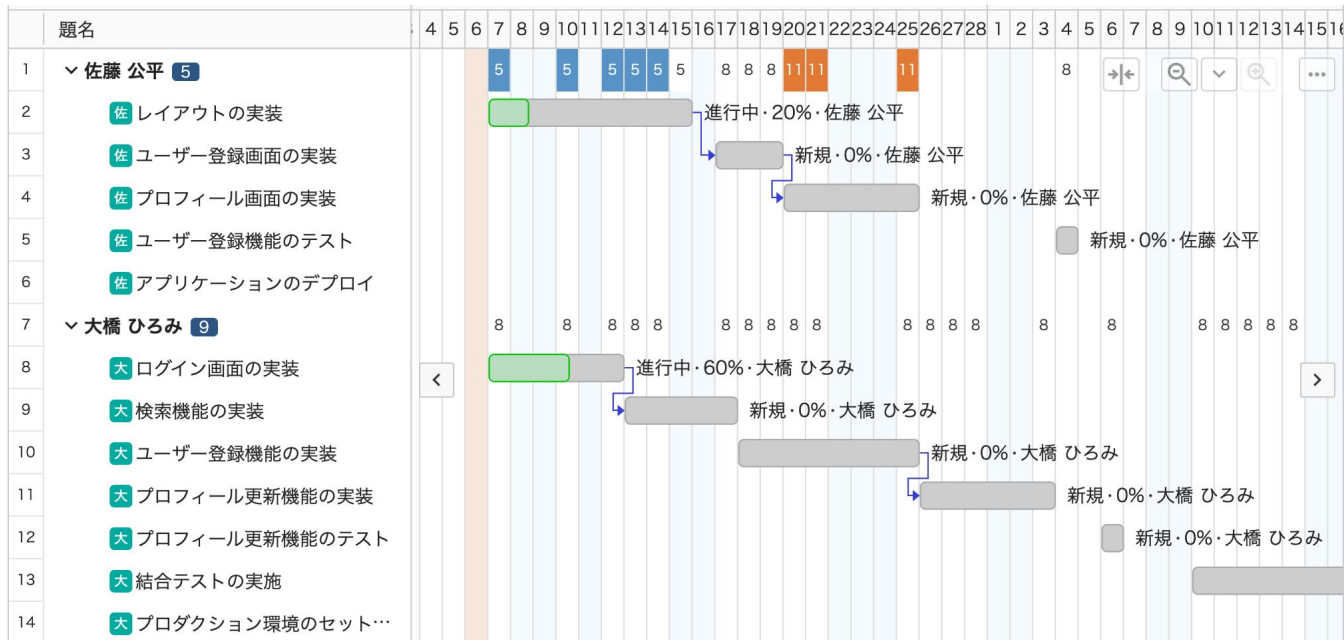 題名 4 5 6 7 8 9 10 11 12 13 14 15 16 17 18 19 20 21 22 23 24 25 26 27 28 1 2 3 4 5 6 7 8 9 10 11 12 13 14 15
1 佐藤 公平 5 5 5 5 5 5 5 8 8 8 11 11 11 8
2 佐 レイアウトの実装 進行中・20%・佐藤 公平
3 佐 ユーザー登録画面の実装 新規・0%・佐藤 公平
4 佐 プロフィール画面の実装 新規・0%・佐藤 公平
5 佐 ユーザー登録機能のテスト 新規・0%・佐藤 公平
6 佐 アプリケーションのデプロイ
7 大橋 ひろみ 9 8 8 8 8 8 8 8 8 8 8 8 8 8 8 8 8 8 8 8 8 8
8 大 ログイン画面の実装 進行中・60%・大橋 ひろみ
9 大 検索機能の実装 新規・0%・大橋 ひろみ
10 大 ユーザー登録機能の実装 新規・0%・大橋 ひろみ
11 大 プロフィール更新機能の実装 新規・0%・大橋 ひろみ
12 大 プロフィール更新機能のテスト 新規・0%・大橋 ひろみ
13 大 結合テストの実施
14 大 プロダクション環境のセット…